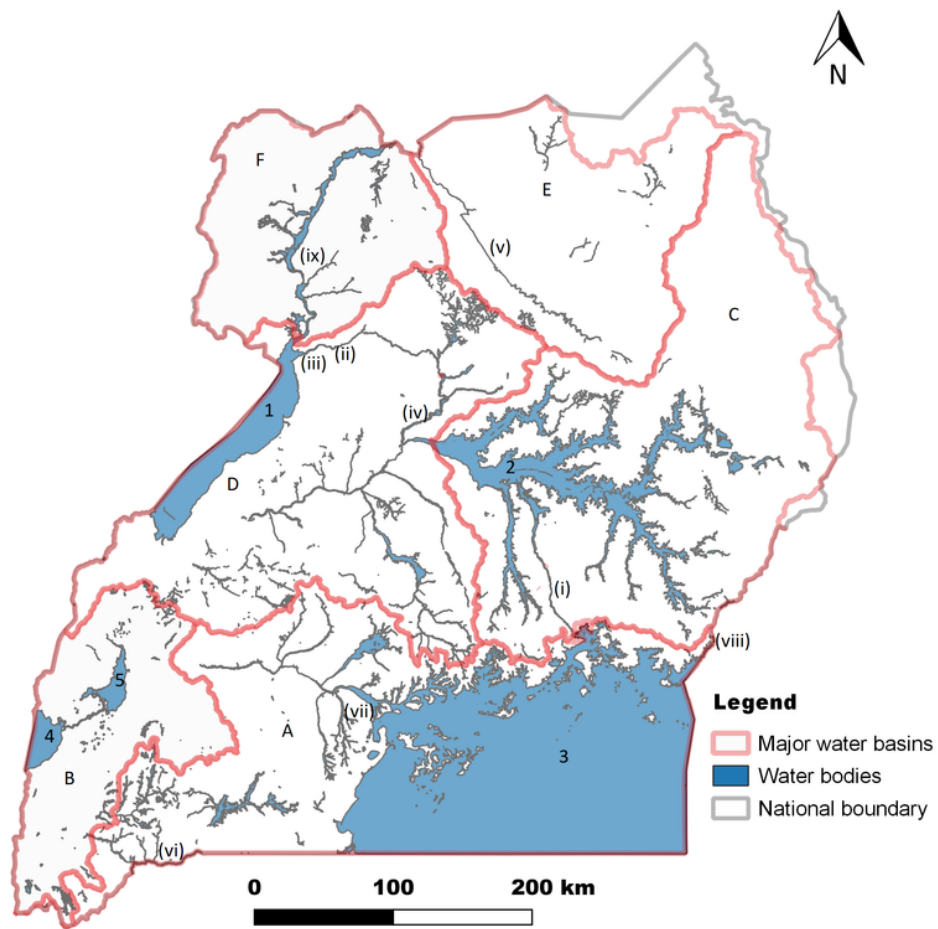 N
F
E
(v)
(ix)
C
(iii)
(ii)
1
(iv)
2
D
(i)
(viii)
5
(vii)
4
A
3
B
(vi)
Legend
Major water basins
Water bodies
National boundary
0 100 200 km